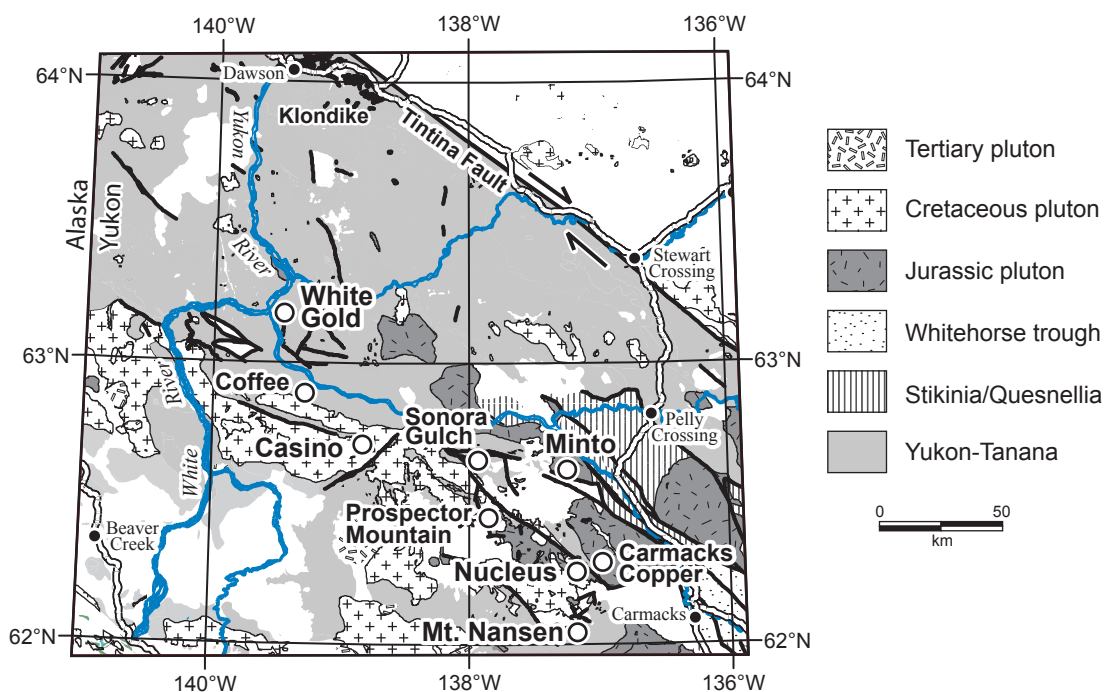 140°W
138°W
136°W
64°N
64°N
Dawson
Klondike
Yukon
River
Tintina Fault
Alaska
Yukon
Stewart
Crossing
White
Gold
63°N
63°N
Coffee
River
White
Sonora
Gulch
Casino
Minto
Pelly
Crossing
Prospector
Mountain
Beaver
Creek
Carmacks
Copper
Nucleus
Carmacks
Mt. Nansen
62°N
62°N
140°W
138°W
136°W
Tertiary pluton
Cretaceous pluton
Jurassic pluton
Whitehorse trough
Stikinia/Quesnellia
Yukon-Tanana
0 50
km